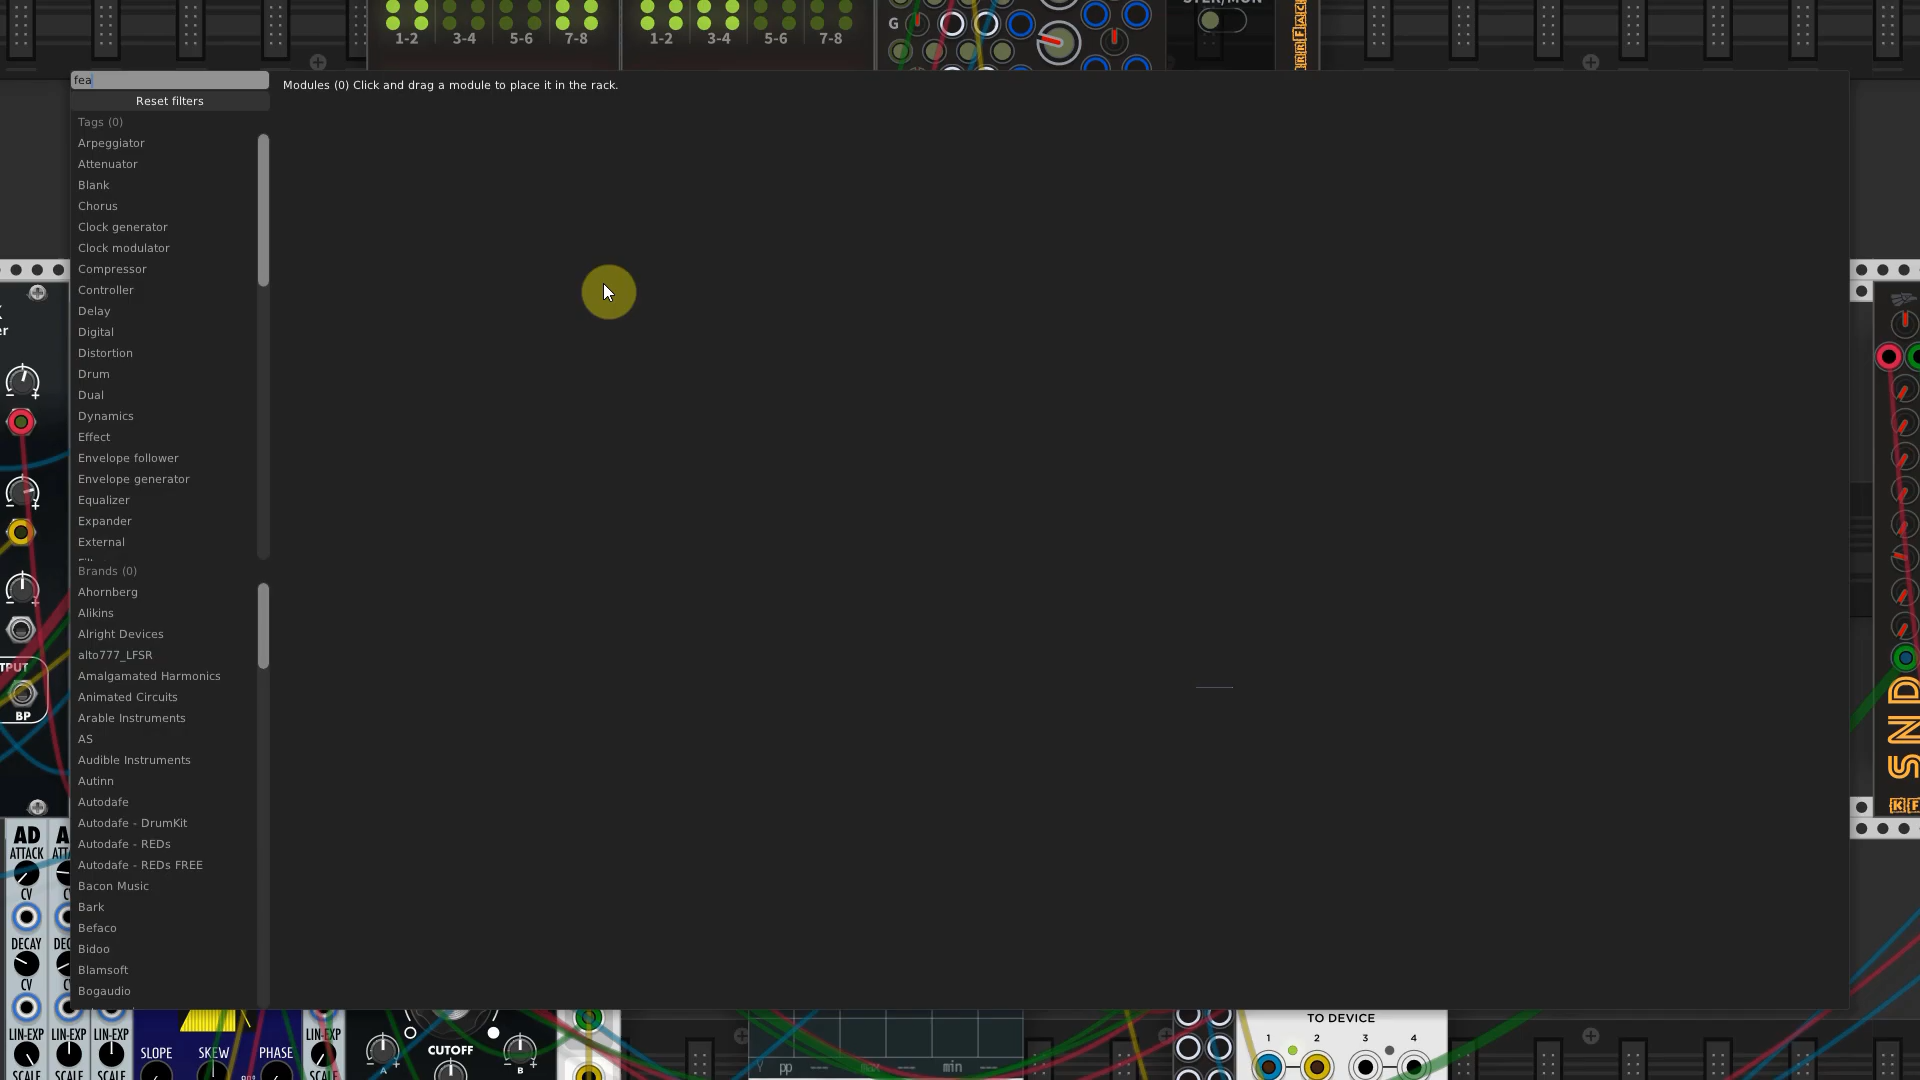 1-2 3-4 5-6 7-8 1-2 3-4 5-6 7-8 G
fea
Modules (0) Click and drag a module to place it in the rack.
Reset filters
Tags (0)
Arpeggiator
Attenuator
Blank
Chorus
Clock generator
Clock modulator
Compressor
Controller
Delay
Digital
Distortion
Drum
Dual
Dynamics
Effect
Envelope follower
Envelope generator
Equalizer
Expander
External
Brands (0)
Ahornberg
Alikins
Alright Devices
alto777_LFSR
Amalgamated Harmonics
Animated Circuits
Arable Instruments
AS
Audible Instruments
Autinn
Autodafe
Autodafe - DrumKit
Autodafe - REDs
Autodafe - REDs FREE
Bacon Music
Bark
Befaco
Bidoo
Blamsoft
Bogaudio
BP
AD
ATTACK
CV
DECAY
CV
LIN-EXP LIN-EXP LIN-EXP LIN-EXP
SCALE SCALE SCALE SCALE
SLOPE SKEW PHASE
CUTOFF
A B
Y pp min
TO DEVICE
1 2 3 4
SND